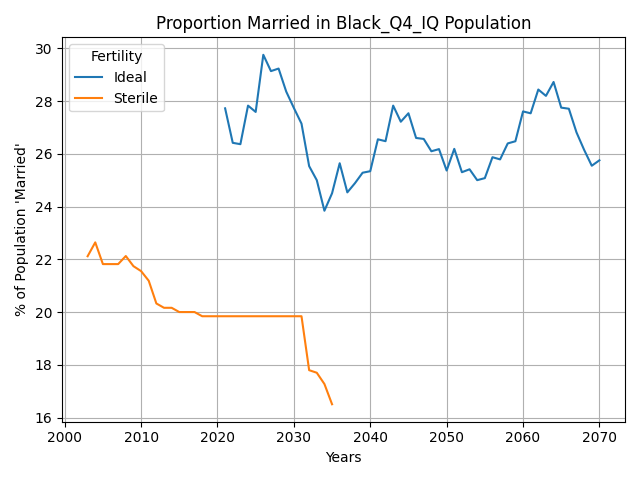 Proportion Married in Black_Q4_IQ Population
% of Population 'Married'
30
28
26
24
22
20
18
16
Fertility
Ideal
Sterile
2000 2010 2020 2030 2040 2050 2060 2070
Years